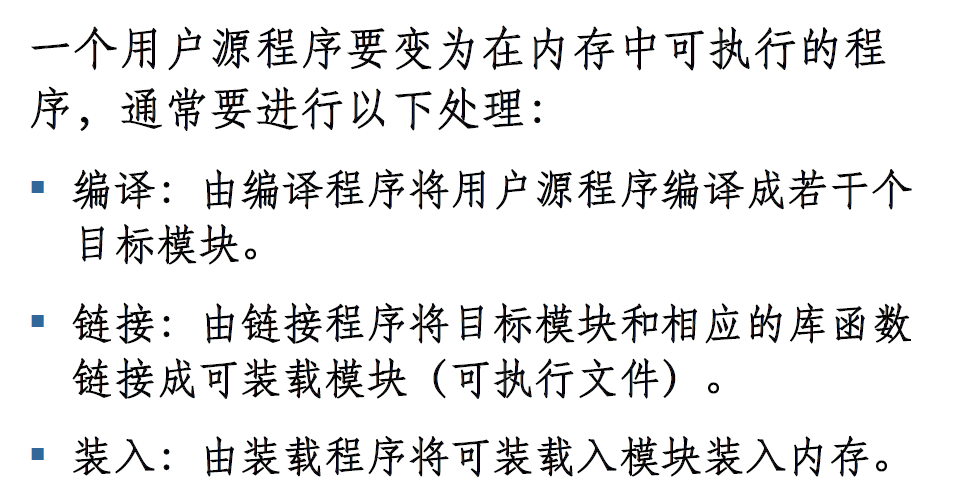 一个用户源程序要变为在内存中可执行的程
序，通常要进行以下处理：
▪ 编译：由编译程序将用户源程序编译成若干个
目标模块。
▪ 链接：由链接程序将目标模块和相应的库函数
链接成可装载模块（可执行文件）。
▪ 装入：由装载程序将可装载入模块装入内存。